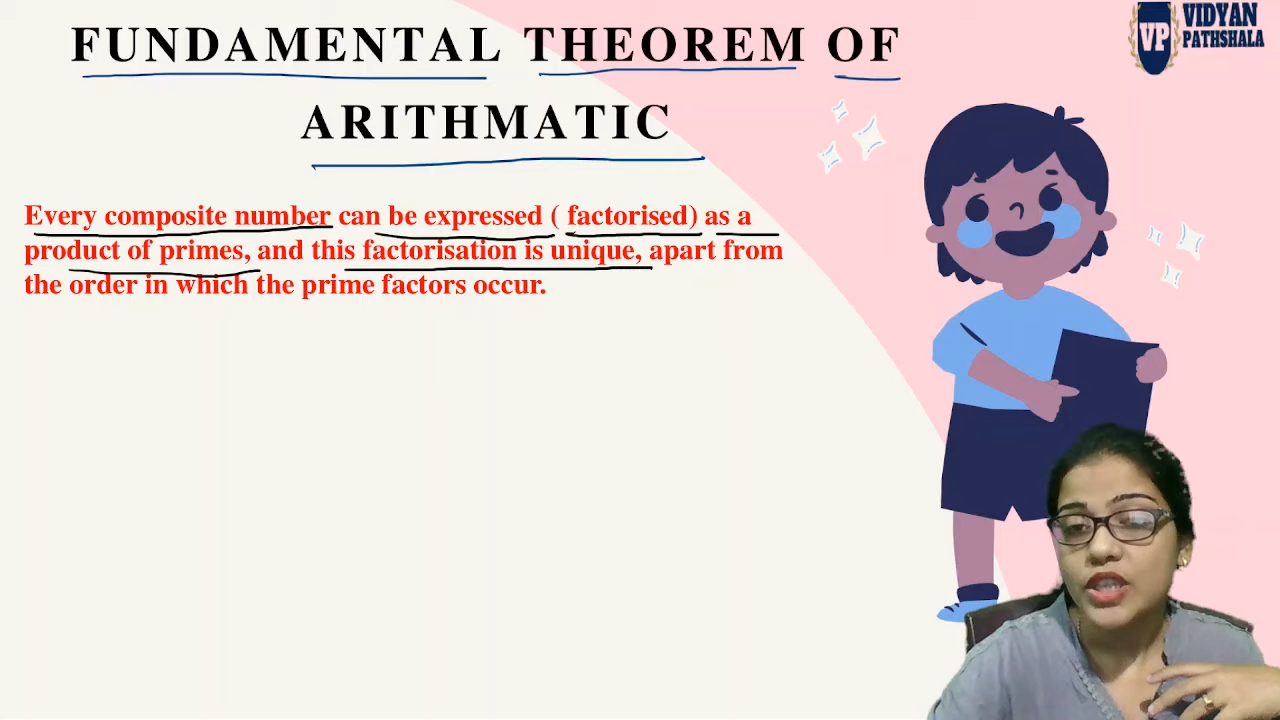 FUNDAMENTAL THEOREM OF
ARITHMATIC
VIDYAN
PATHSHALA
VP
Every composite number can be expressed ( factorised) as a
product of primes, and this factorisation is unique, apart from
the order in which the prime factors occur.